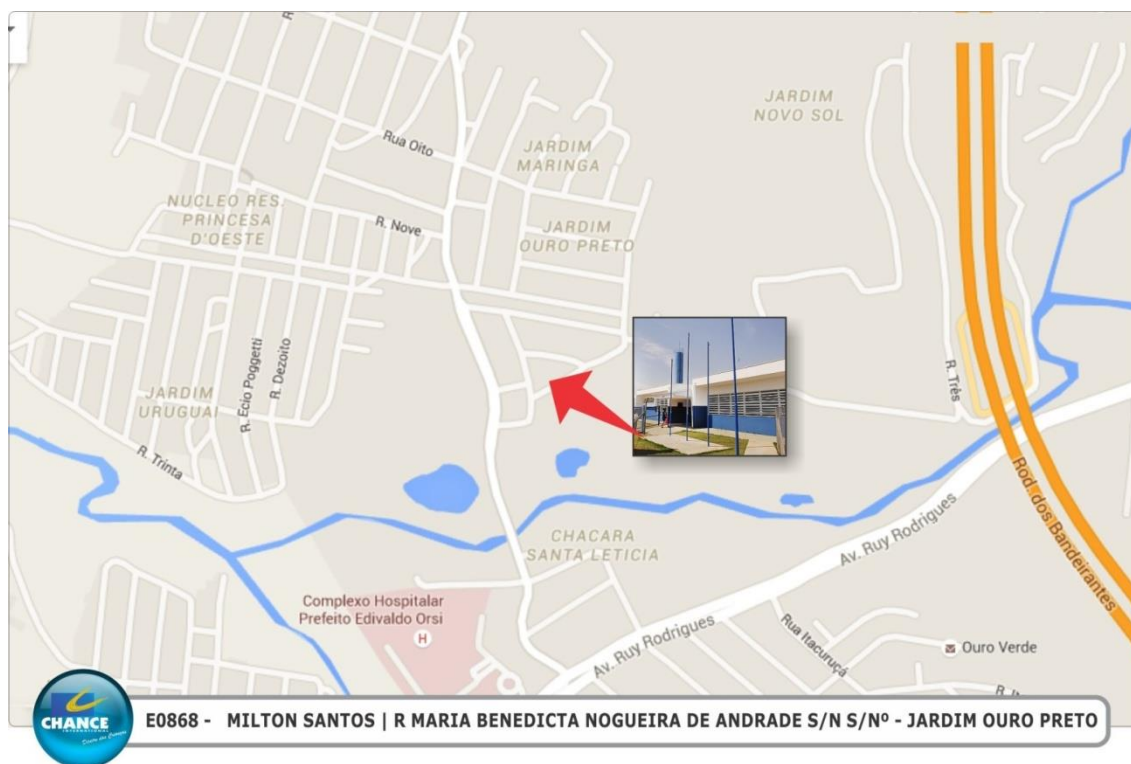 JARDIM
NOVO SOL
Rua Oito
JARDIM
MARINGA
NUCLEO RES.
PRINCESA
D'OESTE
R. Nove
JARDIM
OURO PRETO
R. Ecio Poggetti
R. Dezoito
JARDIM
URUGUAI
R. Três
R. Trinta
CHACARA
SANTA LETICIA
Av. Ruy Rodrigues
Rod. dos Bandeirantes
Complexo Hospitalar
Prefeito Edivaldo Orsi
H
Av. Ruy Rodrigues
Rua Itacuruçá
Ouro Verde
CHANCE
INTERNATIONAL
E0868 - MILTON SANTOS | R MARIA BENEDICTA NOGUEIRA DE ANDRADE S/N S/Nº - JARDIM OURO PRETO